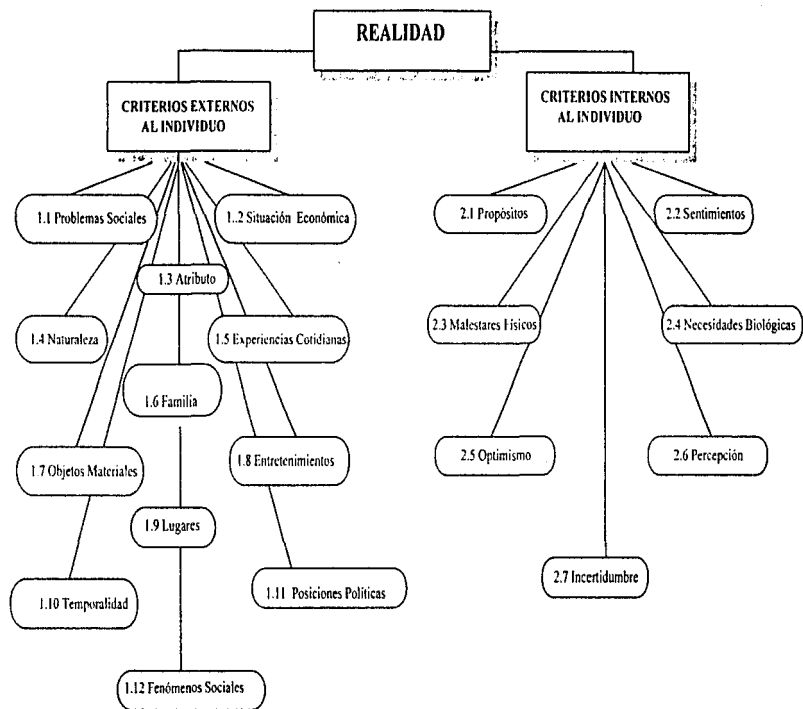 REALIDAD
CRITERIOS EXTERNOS
AL INDIVIDUO
CRITERIOS INTERNOS
AL INDIVIDUO
1.1 Problemas Sociales
1..2 Situación Económica
1.3 Atributo
1.4 Naturaleza
1.5 Experiencias Cotidianas
1.6 Familia
1.7 Objetos Materiales
1.8 Entretenimientos
1.9 Lugares
1.10 Temporalidad
1.11 Posiciones Políticas
1.12 Fenómenos Sociales
2.1 Propósitos
2.2 Sentimientos
2.3 Malestares Físicos
2.4 Necesidades Biológicas
2.5 Optimismo
2.6 Percepción
2.7 Incertidumbre